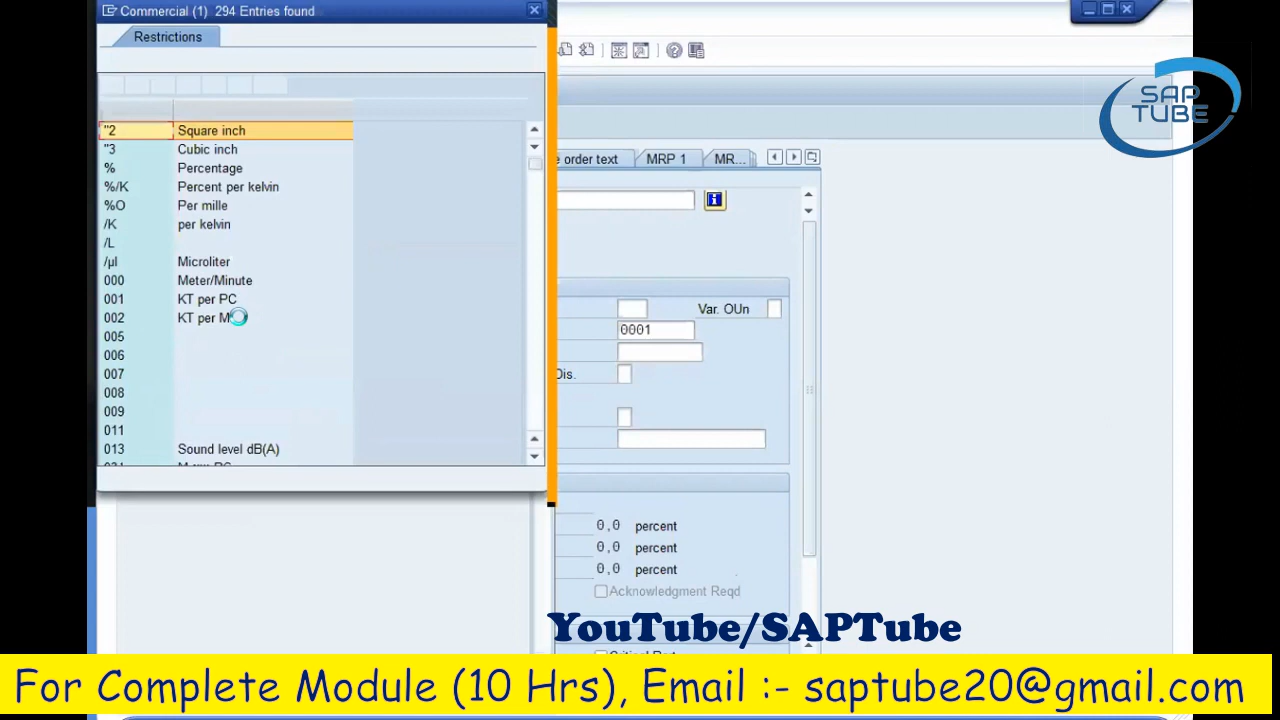 Commercial (1) 294 Entries found
Restrictions
"2 Square inch
"3 Cubic inch
% Percentage
%/K Percent per kelvin
%O Per mille
/K per kelvin
/L
/µl Microliter
000 Meter/Minute
001 KT per PC
002 KT per M
005
006
007
008
009
011
013 Sound level dB(A)
SAP
TUBE
e order text MRP 1 MR...
Var. OUn
0001
Dis.
0,0 percent
0,0 percent
0,0 percent
Acknowledgment Reqd
YouTube/SAPTube
For Complete Module (10 Hrs), Email :- saptube20@gmail.com